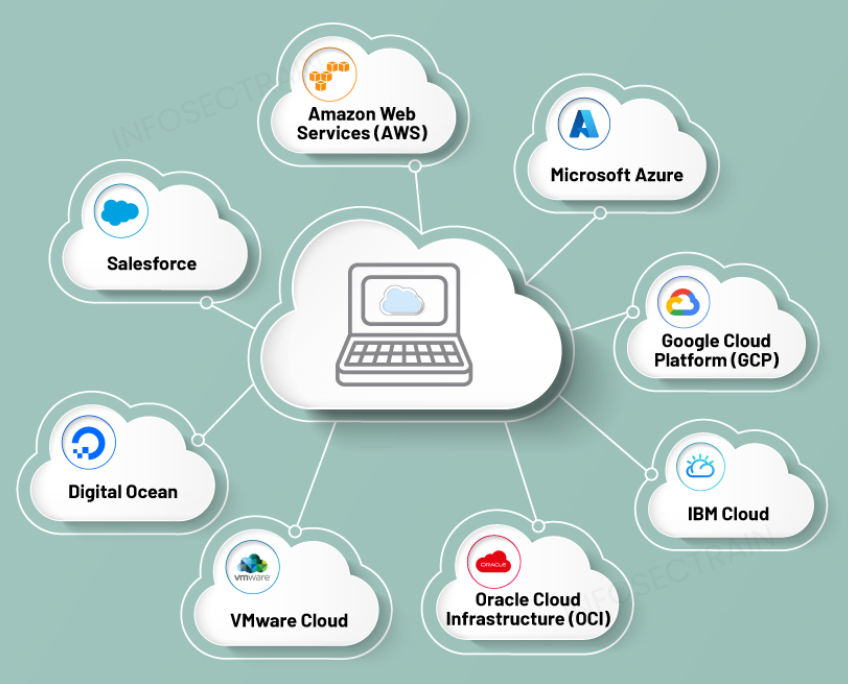 INFOSECTRAIN
Amazon Web
Services (AWS)
Microsoft Azure
Salesforce
Google Cloud
Platform (GCP)
Digital Ocean
IBM Cloud
vmware
VMware Cloud
ORACLE
Oracle Cloud
Infrastructure (OCI)
INFOSECTRAIN